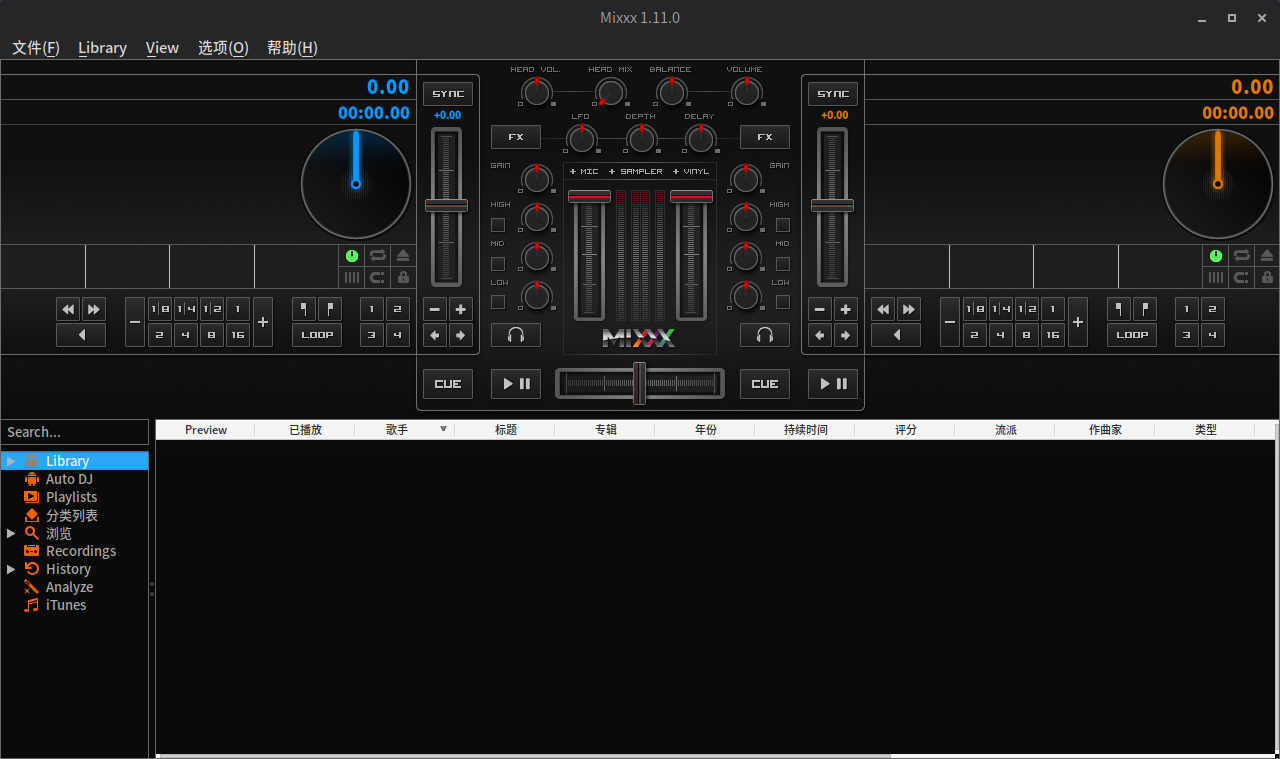 Mixxx 1.11.0
文件(F) Library View 选项(O) 帮助(H)
HEAD VOL. HEAD MIX BALANCE VOLUME
0.00 SYNC SYNC 0.00
00:00.00 +0.00 LFO DEPTH DELAY +0.00 00:00.00
FX FX
GAIN + MIC + SAMPLER + VINYL GAIN
HIGH HIGH
MID MID
LOW LOW
1|8 1|4 1|2 1 1 2 1|8 1|4 1|2 1 1 2
2 4 8 16 LOOP 3 4 MIXXX 2 4 8 16 LOOP 3 4
CUE CUE
Search...
Preview 已播放 歌手 标题 专辑 年份 持续时间 评分 流派 作曲家 类型
Library
Auto DJ
Playlists
分类列表
浏览
Recordings
History
Analyze
iTunes